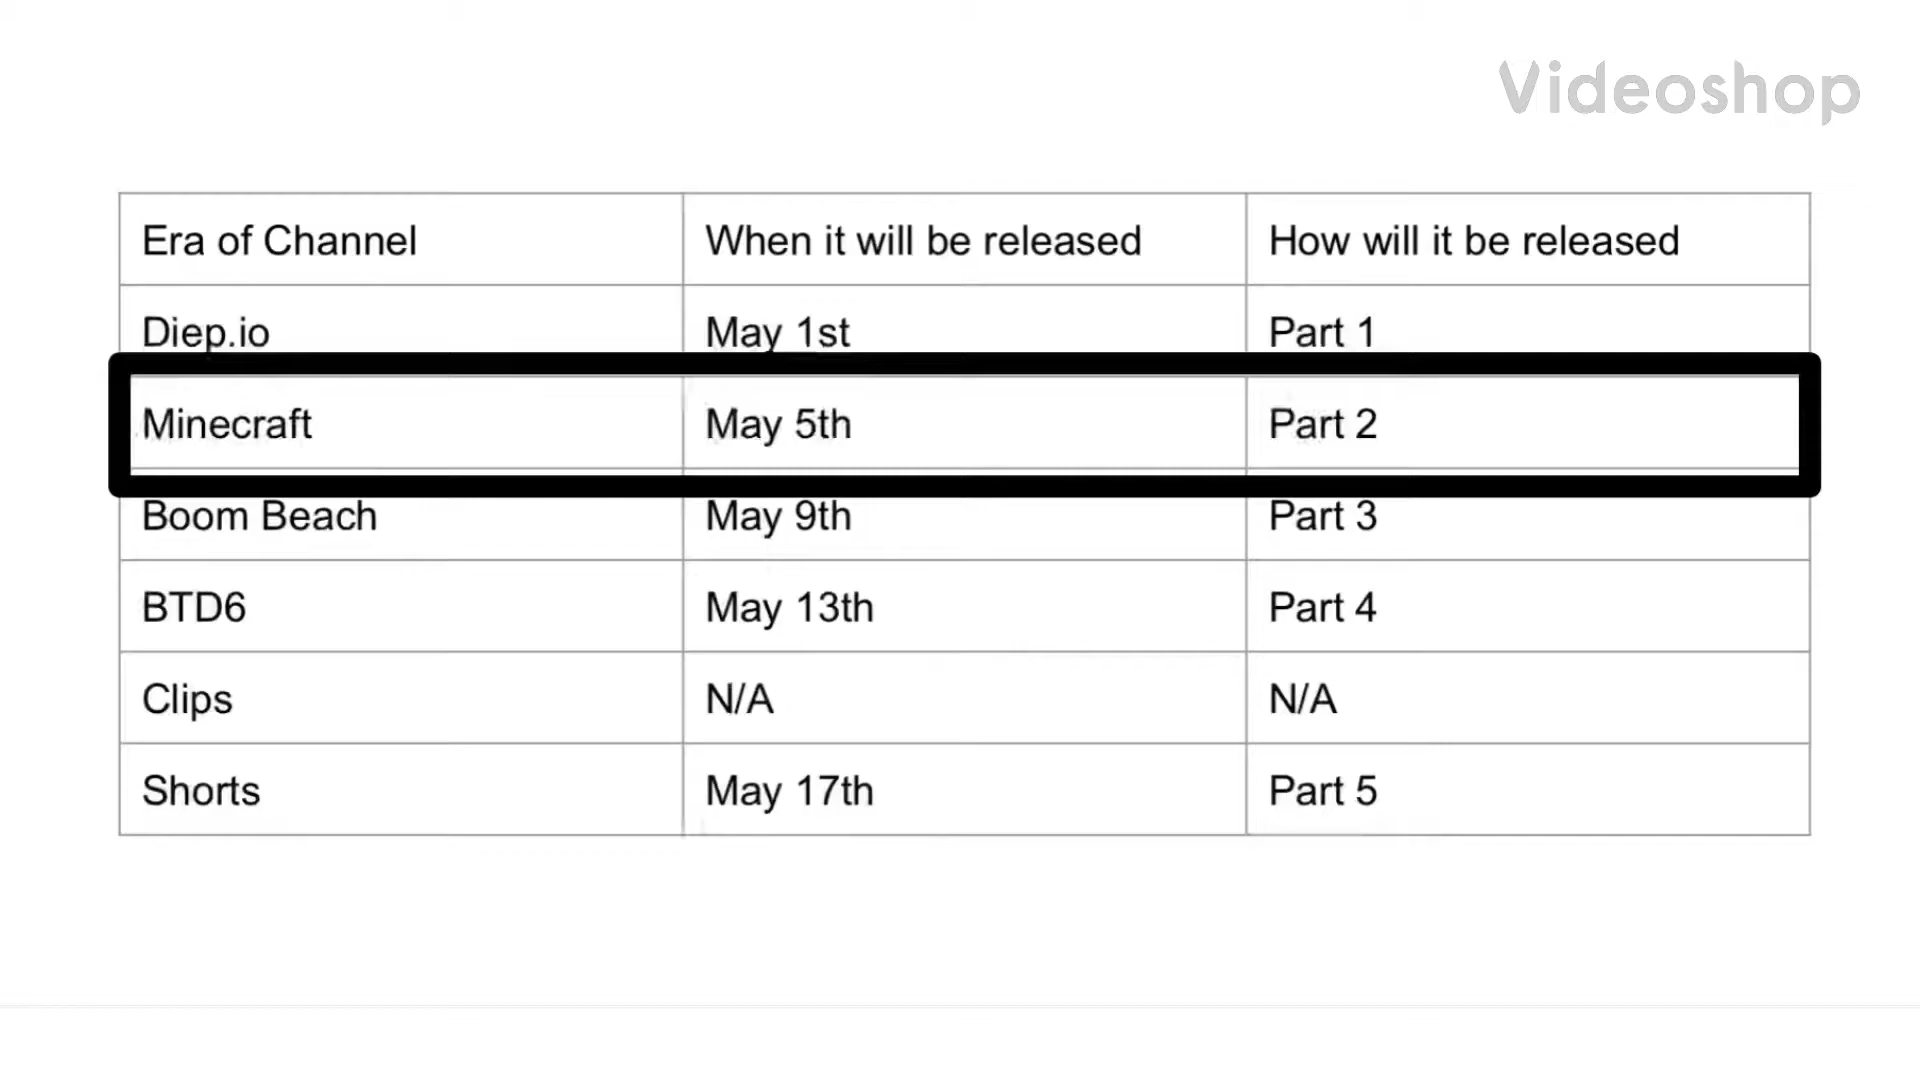 Videoshop
Era of Channel When it will be released How will it be released
Diep.io May 1st Part 1
Minecraft May 5th Part 2
Boom Beach May 9th Part 3
BTD6 May 13th Part 4
Clips N/A N/A
Shorts May 17th Part 5